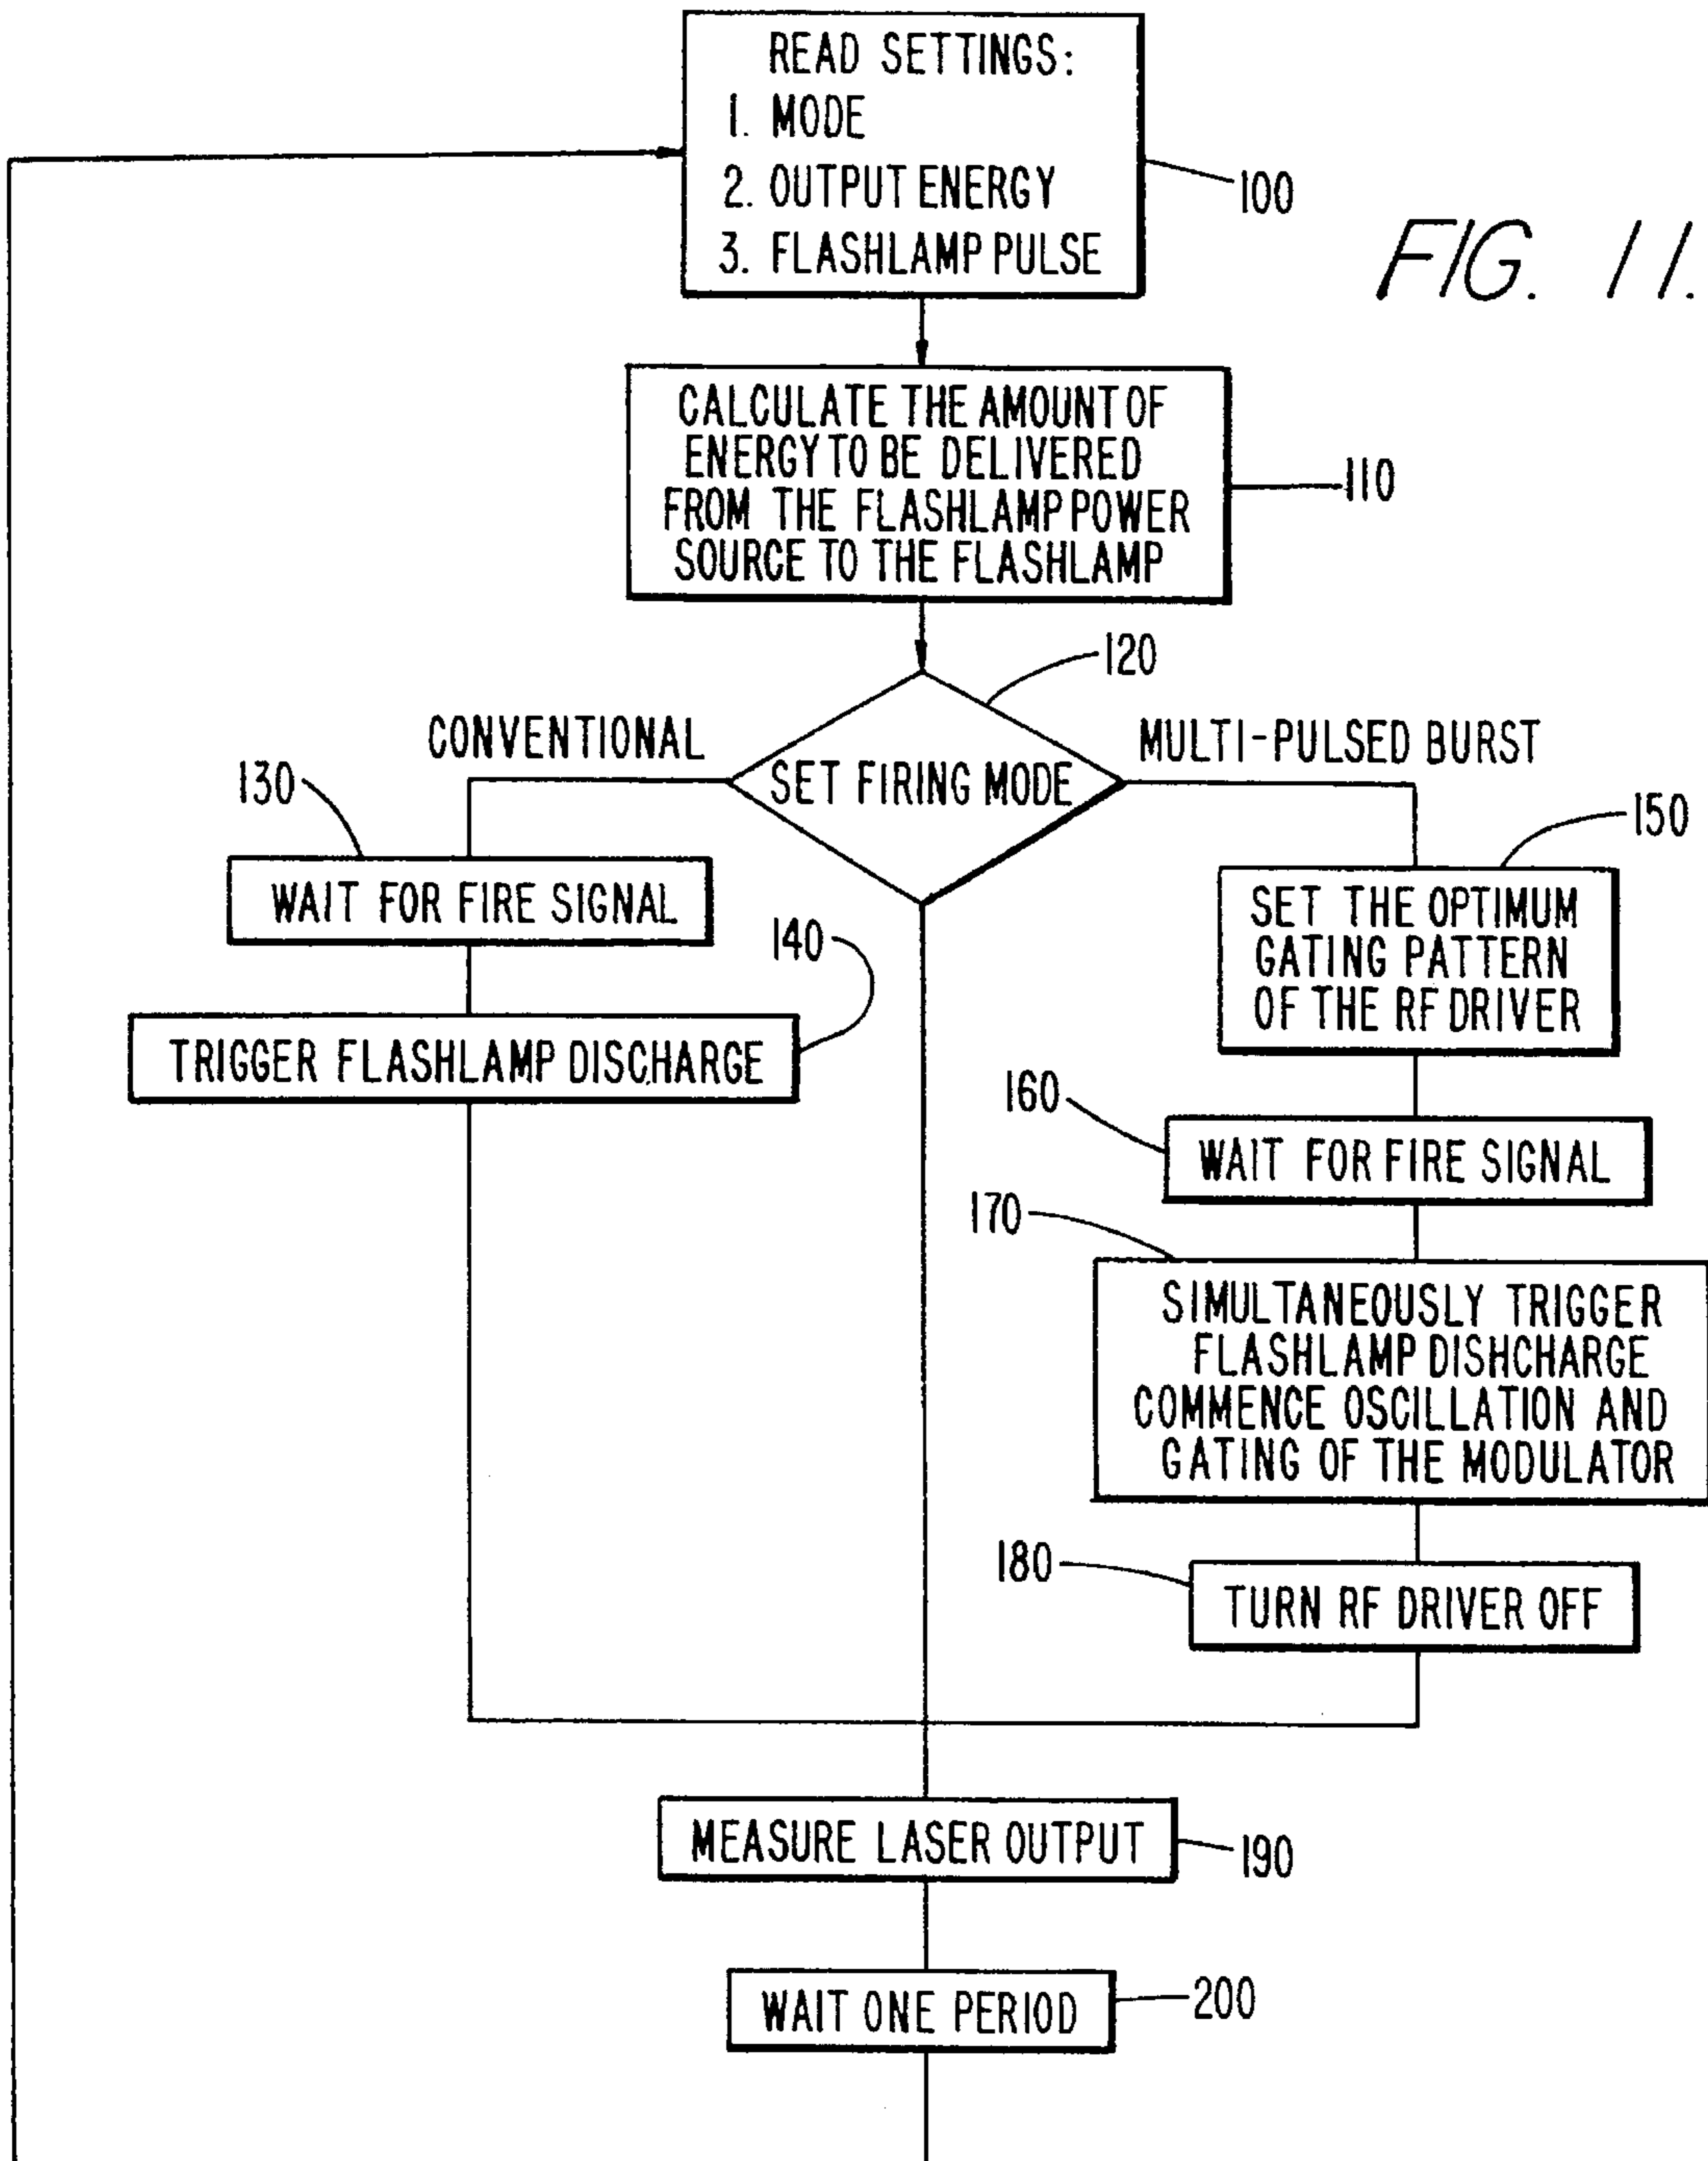 READ SETTINGS:
1. MODE
2. OUTPUT ENERGY
3. FLASHLAMP PULSE
100
FIG. 11.
CALCULATE THE AMOUNT OF
ENERGY TO BE DELIVERED
FROM THE FLASHLAMP POWER
SOURCE TO THE FLASHLAMP
110
120
CONVENTIONAL
SET FIRING MODE
MULTI-PULSED BURST
130
WAIT FOR FIRE SIGNAL
140
TRIGGER FLASHLAMP DISCHARGE
150
SET THE OPTIMUM
GATING PATTERN
OF THE RF DRIVER
160
WAIT FOR FIRE SIGNAL
170
SIMULTANEOUSLY TRIGGER
FLASHLAMP DISHCHARGE
COMMENCE OSCILLATION AND
GATING OF THE MODULATOR
180
TURN RF DRIVER OFF
MEASURE LASER OUTPUT
190
WAIT ONE PERIOD
200